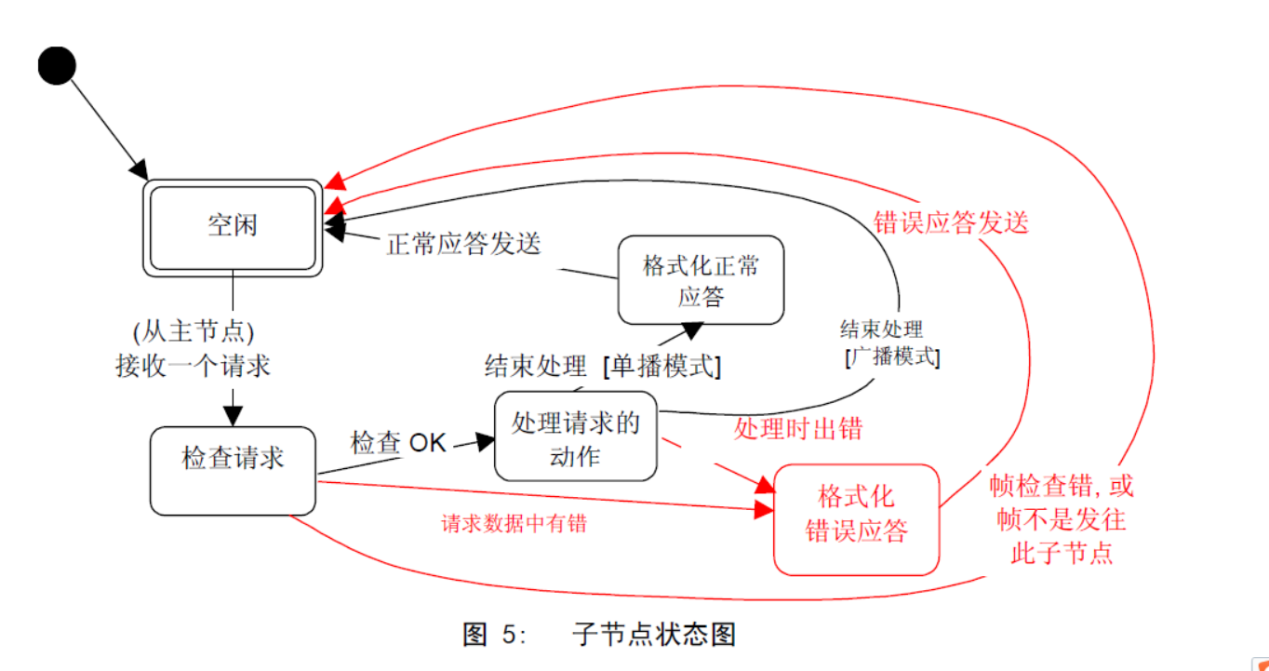 空闲
正常应答发送
错误应答发送
格式化正常
应答
(从主节点)
接收一个请求
结束处理
[广播模式]
结束处理 [单播模式]
检查请求
检查 OK
处理请求的
动作
处理时出错
请求数据中有错
格式化
错误应答
帧检查错, 或
帧不是发往
此子节点
图 5: 子节点状态图